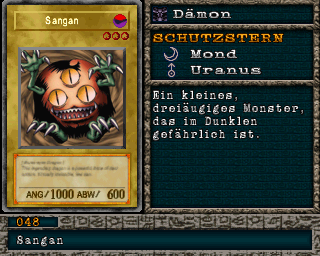 Sangan
ANG/ 1000 ABW/ 600
Dämon
SCHUTZSTERN
Mond
Uranus
Ein kleines,
dreiäugiges Monster,
das im Dunklen
gefährlich ist.
048
Sangan